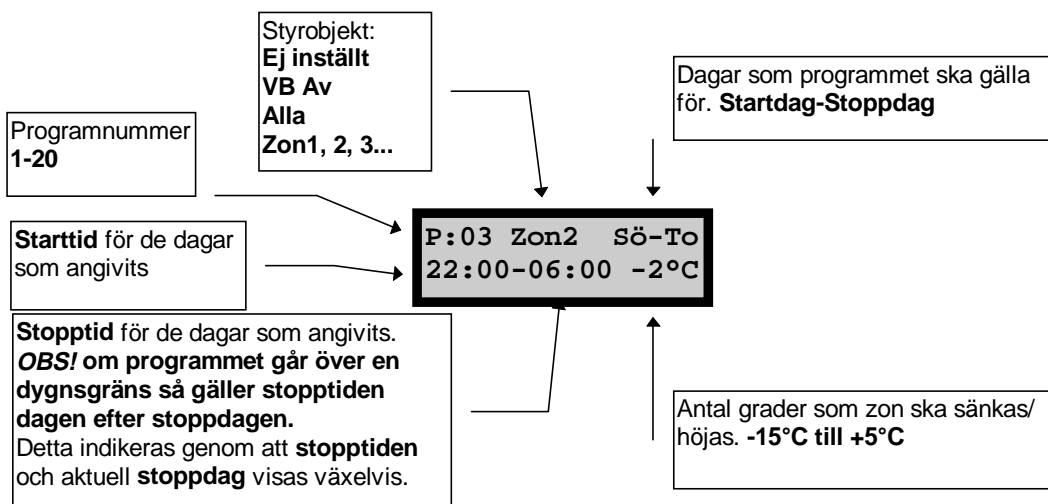 Styrobjekt:
Ej inställt
VB Av
Alla
Zon1, 2, 3...
Dagar som programmet ska gälla
för. Startdag-Stoppdag
Programnummer
1-20
Starttid för de dagar
som angivits
P:03 Zon2 Sö-To
22:00-06:00 -2°C
Stopptid för de dagar som angivits.
OBS! om programmet går över en
dygnsgräns så gäller stopptiden
dagen efter stoppdagen.
Detta indikeras genom att stopptiden
och aktuell stoppdag visas växelvis.
Antal grader som zon ska sänkas/
höjas. -15°C till +5°C